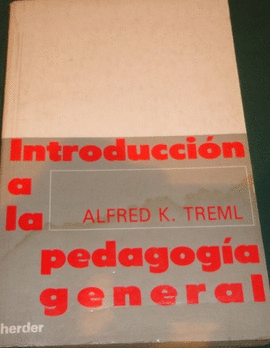 Introducción
a
la
ALFRED K. TREML
pedagogía
general
herder